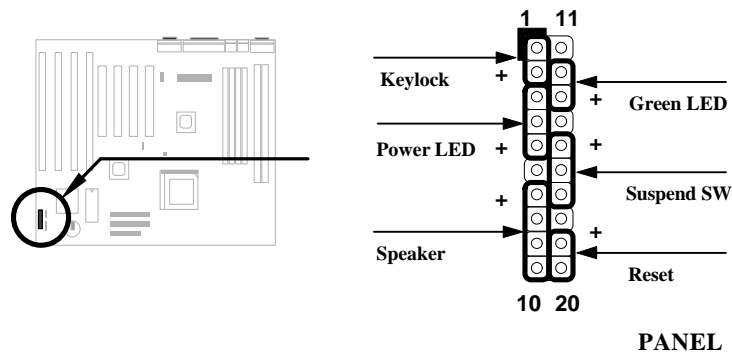 1 11
Keylock
+
Green LED
+
Power LED
+
+
Suspend SW
+
Speaker
+
Reset
10 20
PANEL